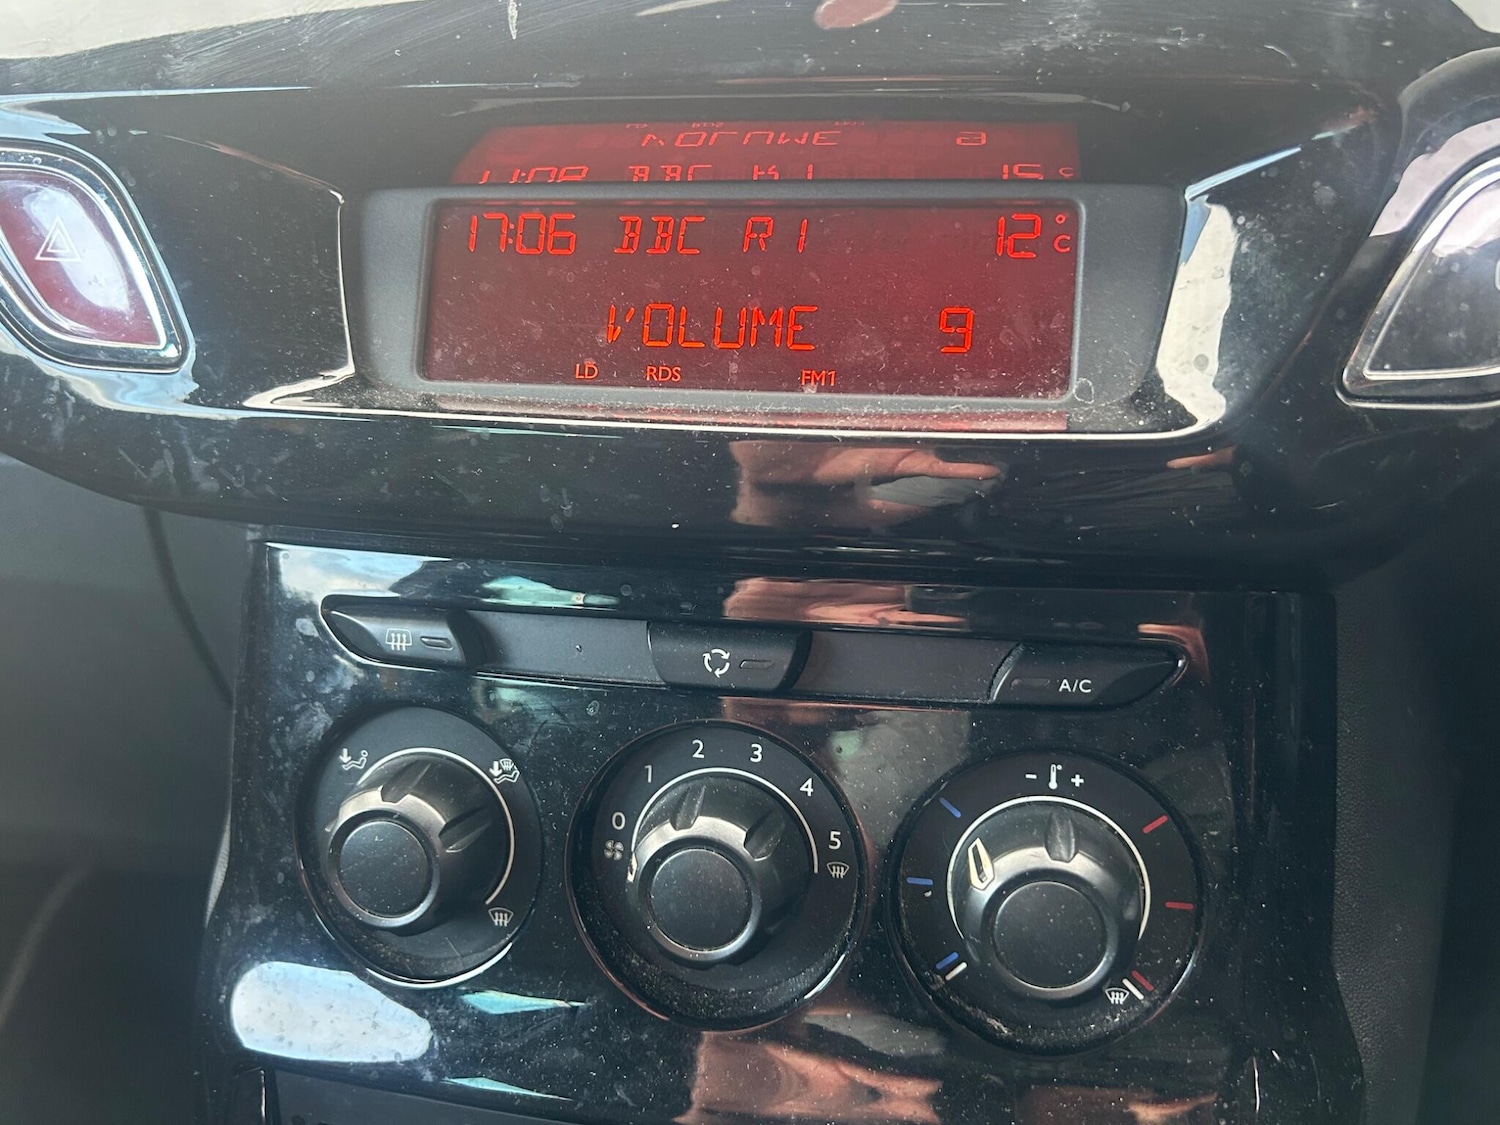 17:06 BBC R1 12°C
VOLUME 9
LD RDS FM1
A/C
0 1 2 3 4 5
- +